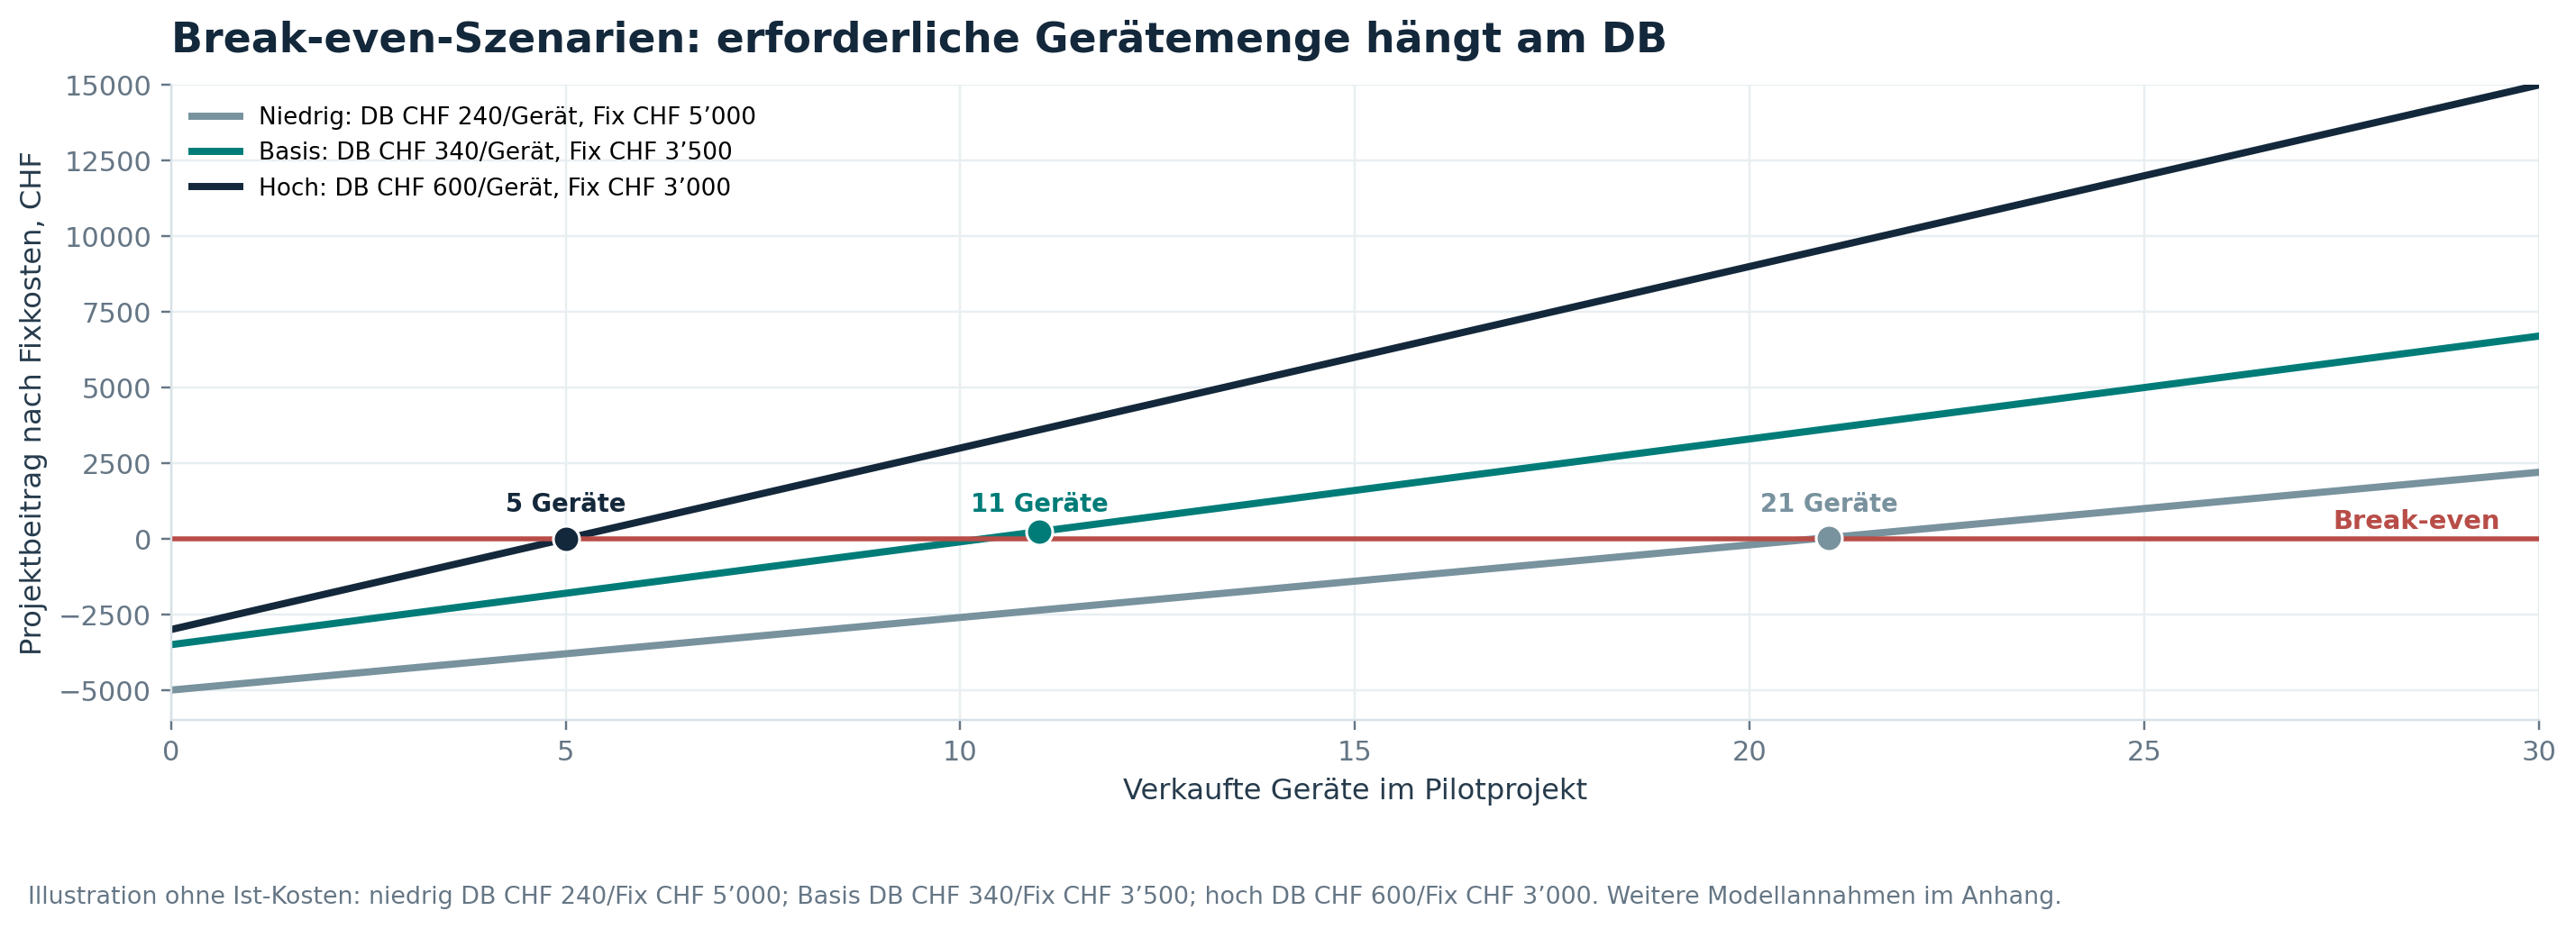 Break-even-Szenarien: erforderliche Gerätemenge hängt am DB
Projektbeitrag nach Fixkosten, CHF
15000
12500
10000
7500
5000
2500
0
−2500
−5000
Niedrig: DB CHF 240/Gerät, Fix CHF 5’000
Basis: DB CHF 340/Gerät, Fix CHF 3’500
Hoch: DB CHF 600/Gerät, Fix CHF 3’000
5 Geräte
11 Geräte
21 Geräte
Break-even
0
5
10
15
20
25
30
Verkaufte Geräte im Pilotprojekt
Illustration ohne Ist-Kosten: niedrig DB CHF 240/Fix CHF 5’000; Basis DB CHF 340/Fix CHF 3’500; hoch DB CHF 600/Fix CHF 3’000. Weitere Modellannahmen im Anhang.